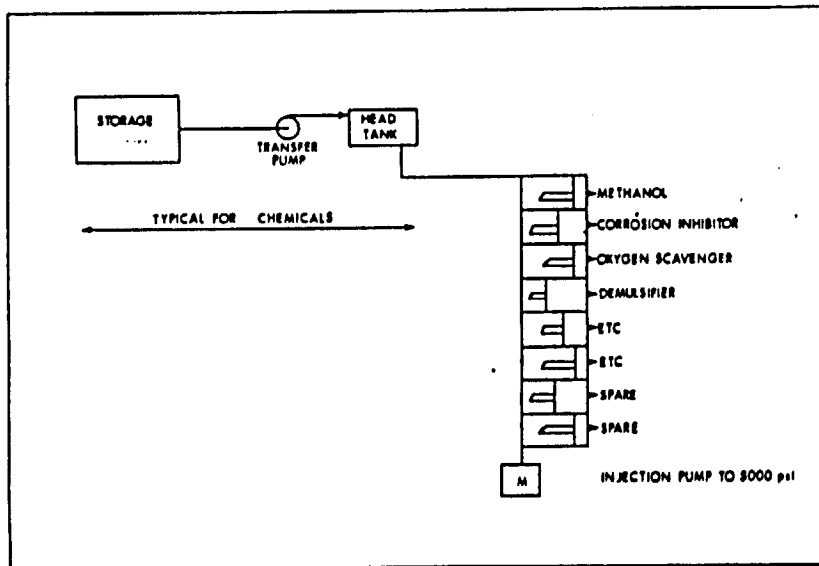 STORAGE
TRANSFER
PUMP
HEAD
TANK
TYPICAL FOR CHEMICALS
METHANOL
CORROSION INHIBITOR
OXYGEN SCAVENGER
DEMULSIFIER
ETC
ETC
SPARE
SPARE
M
INJECTION PUMP TO 5000 psi